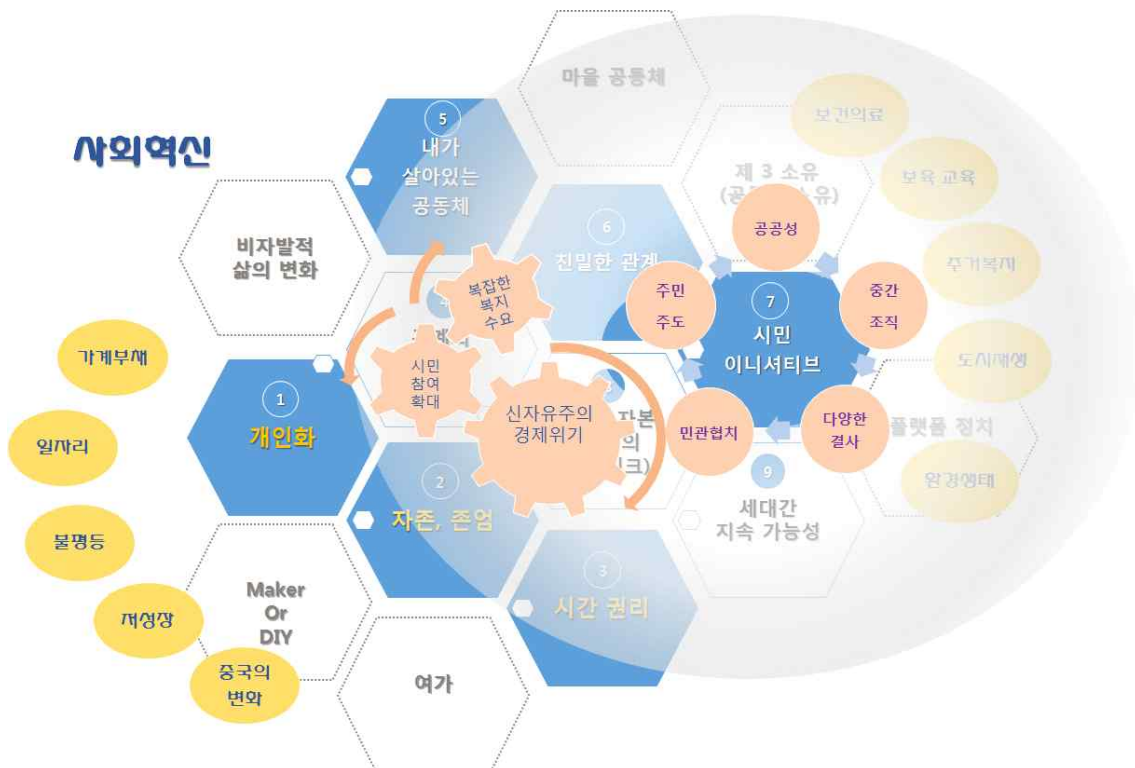 사회혁신
마을 공동체
보건의료
보육 교육
주거복지
도시재생
환경생태
5
내가
살아있는
공동체
제 3 소유
공공성
비자발적
삶의 변화
6
친밀한 관계
복잡한
복지
수요
4
주민
주도
7
시민
이니셔티브
중간
조직
가계부채
일자리
불평등
저성장
중국의
변화
1
개인화
시민
참여
확대
신자유주의
경제위기
자본
민관협치
다양한
결사
플랫폼 정치
2
자존, 존엄
9
세대간
지속 가능성
3
시간 권리
Maker
Or
DIY
여가